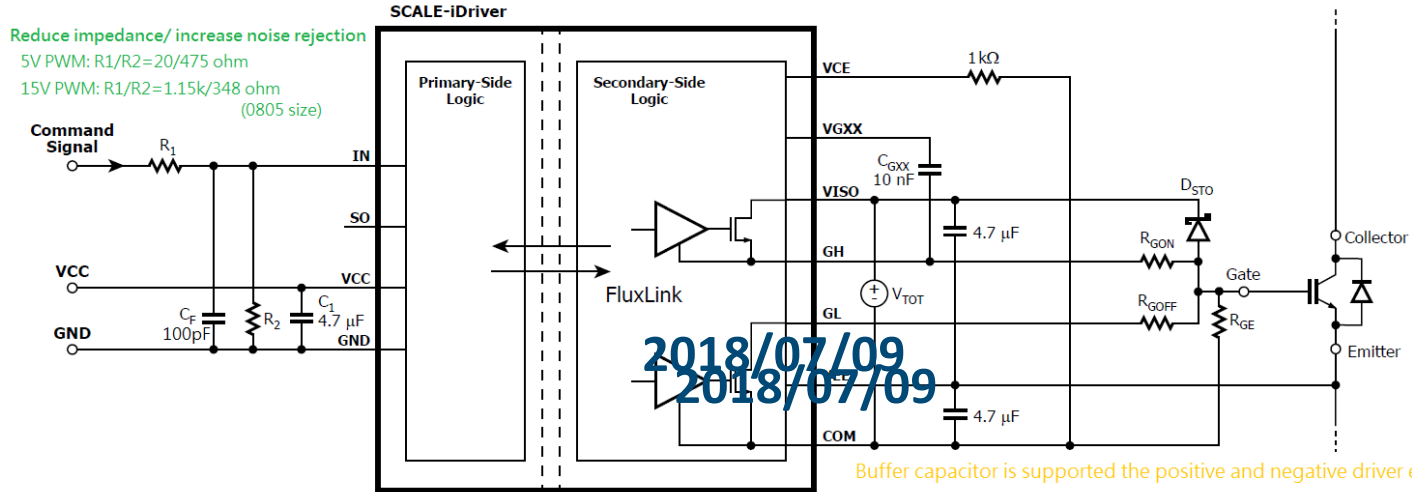 SCALE-iDriver
Reduce impedance/ increase noise rejection
5V PWM: R1/R2=20/475 ohm
15V PWM: R1/R2=1.15k/348 ohm
(0805 size)
Command
Signal
R1
IN
SO
VCC
VCC
GND
GND
CF
100pF
R2
C1
4.7 µF
Primary-Side
Logic
Secondary-Side
Logic
FluxLink
VCE
1kΩ
VGXX
CGXX
10 nF
VISO
4.7 µF
GH
VTOT
+
-
GL
DSTO
RGON
RGOFF
Gate
RGE
Collector
Emitter
2018/07/09
2018/07/09
4.7 µF
COM
Buffer capacitor is supported the positive and negative driver